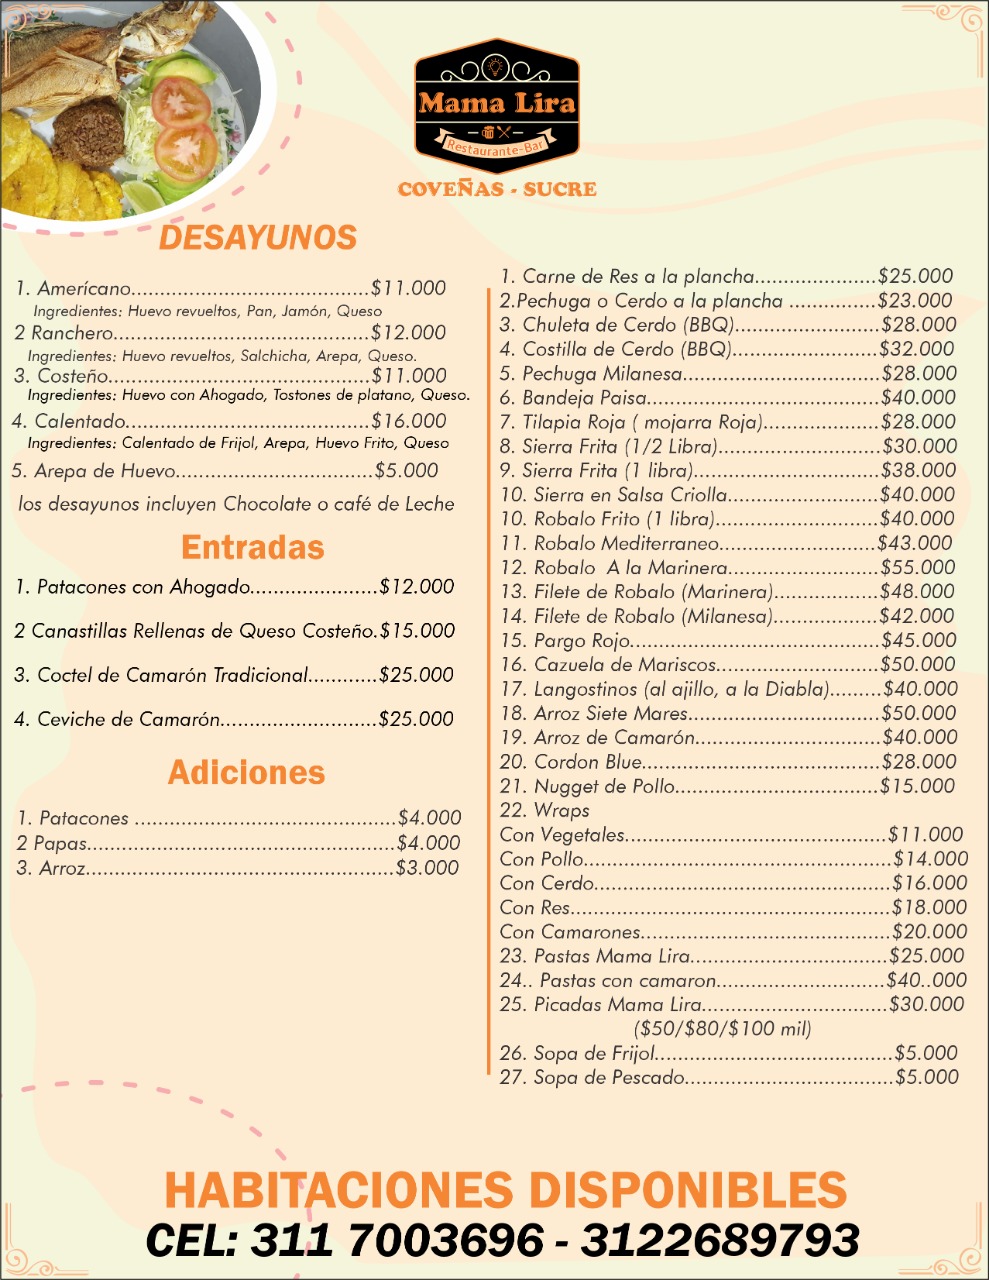 Mama Lira
Restaurante-Bar
COVEÑAS - SUCRE
DESAYUNOS
1. Amerícano..................................$11.000
Ingredientes: Huevo revueltos, Pan, Jamón, Queso
2 Ranchero.....................................$12.000
Ingredientes: Huevo revueltos, Salchicha, Arepa, Queso.
3. Costeño......................................$11.000
Ingredientes: Huevo con Ahogado, Tostones de platano, Queso.
4. Calentado...................................$16.000
Ingredientes: Calentado de Frijol, Arepa, Huevo Frito, Queso
5. Arepa de Huevo............................$5.000
los desayunos incluyen Chocolate o café de Leche
Entradas
1. Patacones con Ahogado......................$12.000
2 Canastillas Rellenas de Queso Costeño.$15.000
3. Coctel de Camarón Tradicional............$25.000
4. Ceviche de Camarón...........................$25.000
Adiciones
1. Patacones .............................................$4.000
2 Papas.....................................................$4.000
3. Arroz.....................................................$3.000
1. Carne de Res a la plancha.....................$25.000
2.Pechuga o Cerdo a la plancha ...............$23.000
3. Chuleta de Cerdo (BBQ).........................$28.000
4. Costilla de Cerdo (BBQ).........................$32.000
5. Pechuga Milanesa..................................$28.000
6. Bandeja Paisa........................................$40.000
7. Tilapia Roja ( mojarra Roja)....................$28.000
8. Sierra Frita (1/2 Libra)............................$30.000
9. Sierra Frita (1 libra)................................$38.000
10. Sierra en Salsa Criolla..........................$40.000
10. Robalo Frito (1 libra)............................$40.000
11. Robalo Mediterraneo...........................$43.000
12. Robalo A la Marinera..........................$55.000
13. Filete de Robalo (Marinera)..................$48.000
14. Filete de Robalo (Milanesa)..................$42.000
15. Pargo Rojo...........................................$45.000
16. Cazuela de Mariscos............................$50.000
17. Langostinos (al ajillo, a la Diabla).........$40.000
18. Arroz Siete Mares.................................$50.000
19. Arroz de Camarón................................$40.000
20. Cordon Blue.........................................$28.000
21. Nugget de Pollo...................................$15.000
22. Wraps
Con Vegetales.............................................$11.000
Con Pollo.....................................................$14.000
Con Cerdo...................................................$16.000
Con Res.......................................................$18.000
Con Camarones...........................................$20.000
23. Pastas Mama Lira..................................$25.000
24.. Pastas con camaron.............................$40..000
25. Picadas Mama Lira................................$30.000
($50/$80/$100 mil)
26. Sopa de Frijol.........................................$5.000
27. Sopa de Pescado....................................$5.000
HABITACIONES DISPONIBLES
CEL: 311 7003696 - 3122689793